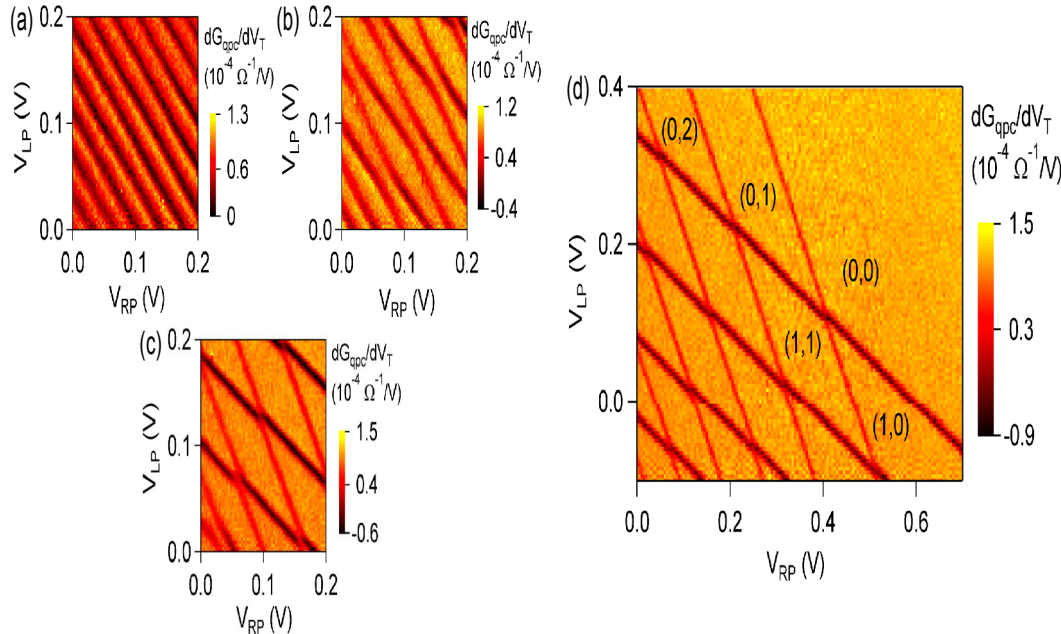 (a)
0.2
0.1
0.0
V_LP (V)
0.0 0.2
V_RP (V)
dG_qpc/dV_T
(10^-4 Ω^-1/V)
1.3
0.6
0
(b)
0.2
0.1
0.0
V_LP (V)
0.0 0.2
V_RP (V)
dG_qpc/dV_T
(10^-4 Ω^-1/V)
1.2
0.4
-0.4
(c)
0.2
0.1
0.0
V_LP (V)
0.0 0.1 0.2
V_RP (V)
dG_qpc/dV_T
(10^-4 Ω^-1/V)
1.5
0.4
-0.6
(d)
0.4
0.2
0.0
V_LP (V)
(0,2)
(0,1)
(0,0)
(1,1)
(1,0)
0.0 0.2 0.4 0.6
V_RP (V)
dG_qpc/dV_T
(10^-4 Ω^-1/V)
1.5
0.3
-0.9